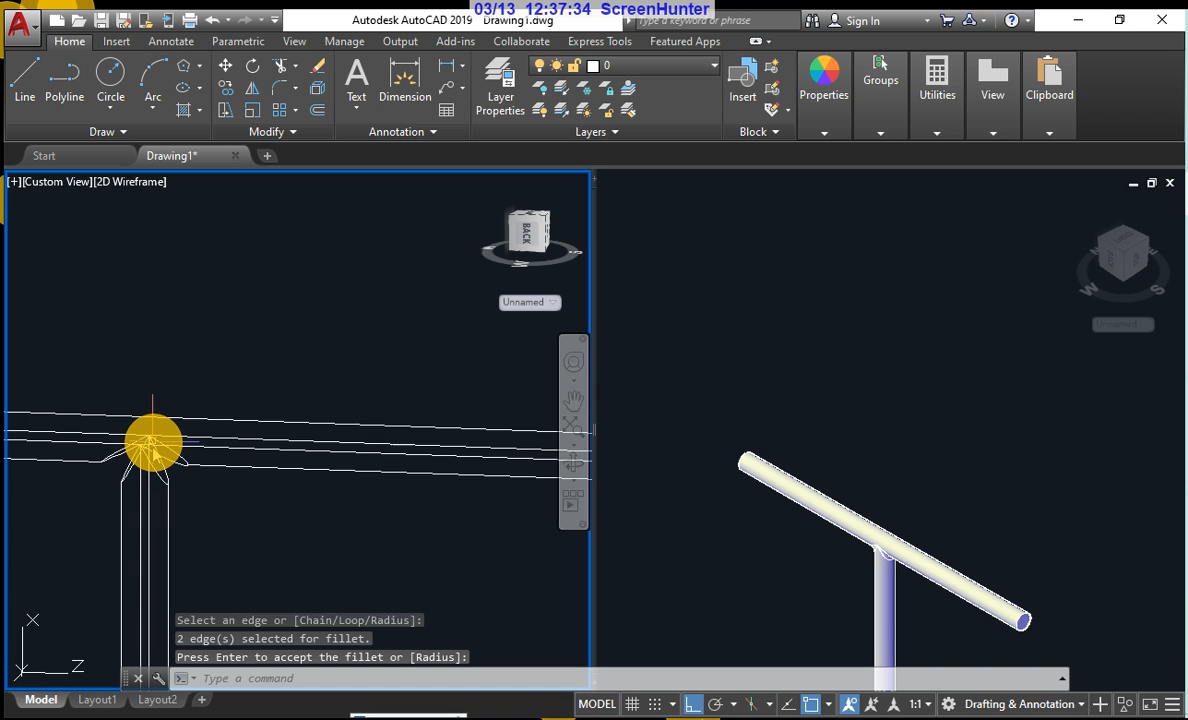 03/13 12:37:34 ScreenHunter
Autodesk AutoCAD 2019 Drawing1.dwg
Type a keyword or phrase
Sign In
Home Insert Annotate Parametric View Manage Output Add-ins Collaborate Express Tools Featured Apps
0
Line Polyline Circle Arc Text Dimension Layer Properties Insert Properties Groups Utilities View Clipboard
Draw Modify Annotation Layers Block
Start Drawing1*
[+][Custom View][2D Wireframe]
BACK
S
W
Unnamed
W
S
Unnamed
X
Z
Select an edge or [Chain/Loop/Radius]:
2 edge(s) selected for fillet.
Press Enter to accept the fillet or [Radius]:
Type a command
Model Layout1 Layout2
MODEL 1:1 Drafting & Annotation